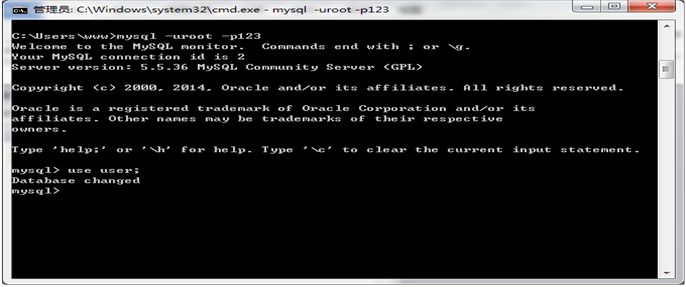 管理员: C:\Windows\system32\cmd.exe - mysql -uroot -p123
C:\Users\www>mysql -uroot -p123
Welcome to the MySQL monitor.  Commands end with ; or \g.
Your MySQL connection id is 2
Server version: 5.5.36 MySQL Community Server (GPL)
Copyright (c) 2000, 2014, Oracle and/or its affiliates. All rights reserved.
Oracle is a registered trademark of Oracle Corporation and/or its
affiliates. Other names may be trademarks of their respective
owners.
Type 'help;' or '\h' for help. Type '\c' to clear the current input statement.
mysql> use user;
Database changed
mysql>